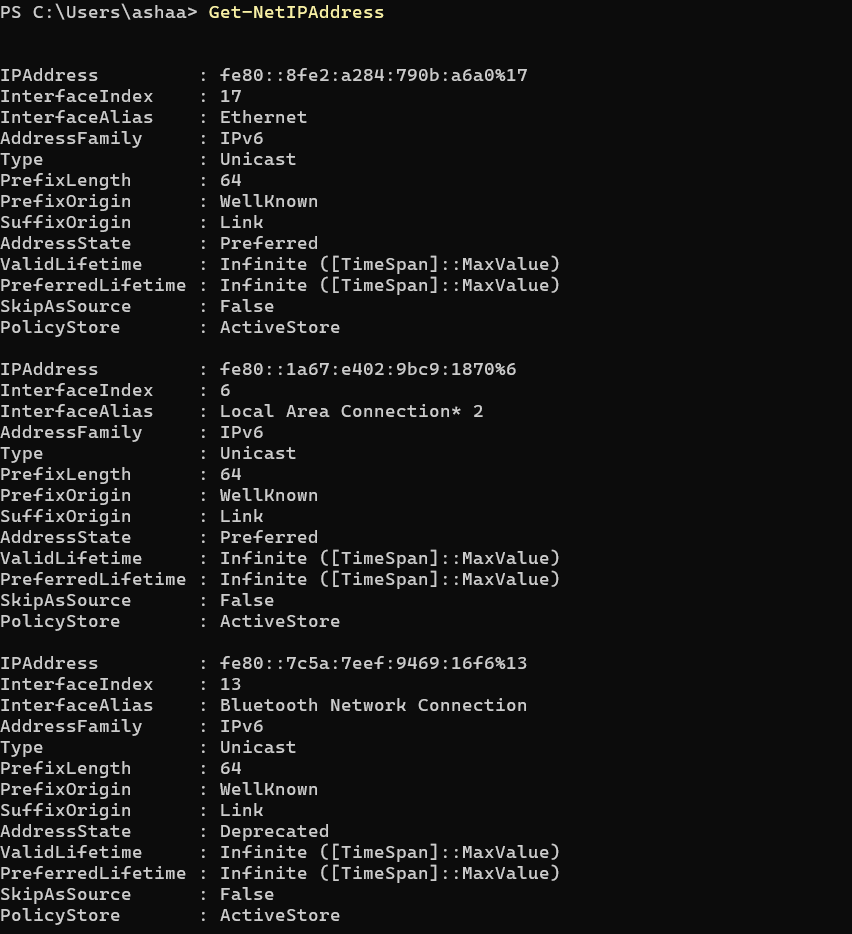 PS C:\Users\ashaa> Get-NetIPAddress
IPAddress         : fe80::8fe2:a284:790b:a6a0%17
InterfaceIndex    : 17
InterfaceAlias    : Ethernet
AddressFamily     : IPv6
Type              : Unicast
PrefixLength      : 64
PrefixOrigin      : WellKnown
SuffixOrigin      : Link
AddressState      : Preferred
ValidLifetime     : Infinite ([TimeSpan]::MaxValue)
PreferredLifetime : Infinite ([TimeSpan]::MaxValue)
SkipAsSource      : False
PolicyStore       : ActiveStore
IPAddress         : fe80::1a67:e402:9bc9:1870%6
InterfaceIndex    : 6
InterfaceAlias    : Local Area Connection* 2
AddressFamily     : IPv6
Type              : Unicast
PrefixLength      : 64
PrefixOrigin      : WellKnown
SuffixOrigin      : Link
AddressState      : Preferred
ValidLifetime     : Infinite ([TimeSpan]::MaxValue)
PreferredLifetime : Infinite ([TimeSpan]::MaxValue)
SkipAsSource      : False
PolicyStore       : ActiveStore
IPAddress         : fe80::7c5a:7eef:9469:16f6%13
InterfaceIndex    : 13
InterfaceAlias    : Bluetooth Network Connection
AddressFamily     : IPv6
Type              : Unicast
PrefixLength      : 64
PrefixOrigin      : WellKnown
SuffixOrigin      : Link
AddressState      : Deprecated
ValidLifetime     : Infinite ([TimeSpan]::MaxValue)
PreferredLifetime : Infinite ([TimeSpan]::MaxValue)
SkipAsSource      : False
PolicyStore       : ActiveStore